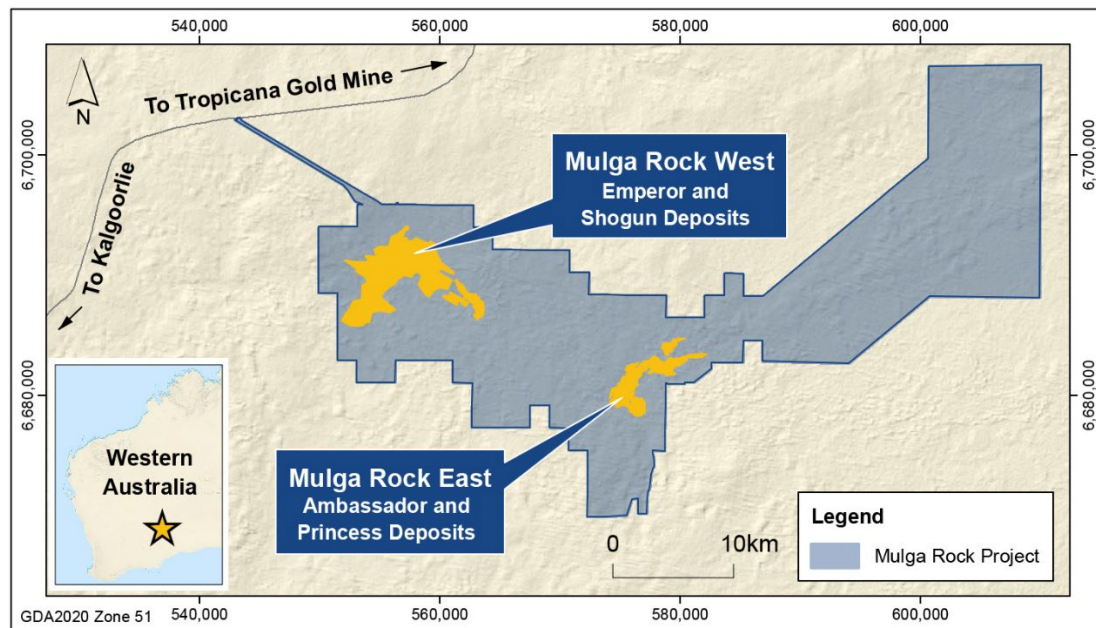 540,000
560,000
580,000
600,000
To Tropicana Gold Mine
N
6,700,000
6,700,000
Mulga Rock West
Emperor and
Shogun Deposits
To Kalgoorlie
6,680,000
6,680,000
Western
Australia
Mulga Rock East
Ambassador and
Princess Deposits
0 10km
Legend
Mulga Rock Project
GDA2020 Zone 51
540,000
560,000
580,000
600,000